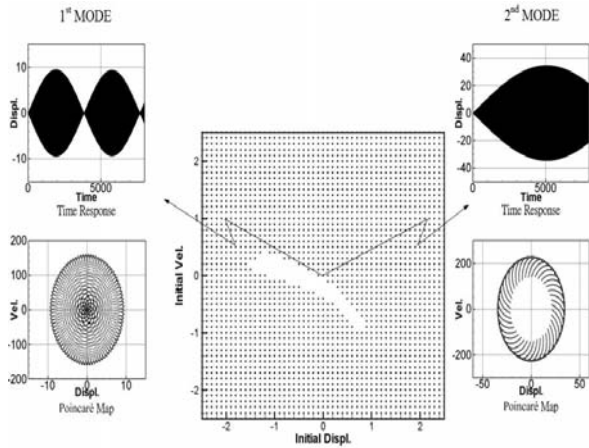 1st MODE
2nd MODE
10
0
-10
Displ.
0
5000
Time
Time Response
40
20
0
-20
-40
Displ.
0
5000
Time
Time Response
200
100
0
-100
-200
Vel.
-10
0
10
Displ.
Poincaré Map
2
1
0
-1
-2
Initial Vel.
-2
-1
0
1
2
Initial Displ.
200
0
-200
Vel.
-50
0
50
Displ.
Poincaré Map